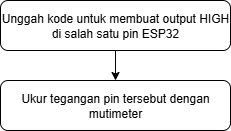 Unggah kode untuk membuat output HIGH
di salah satu pin ESP32
Ukur tegangan pin tersebut dengan
mutimeter